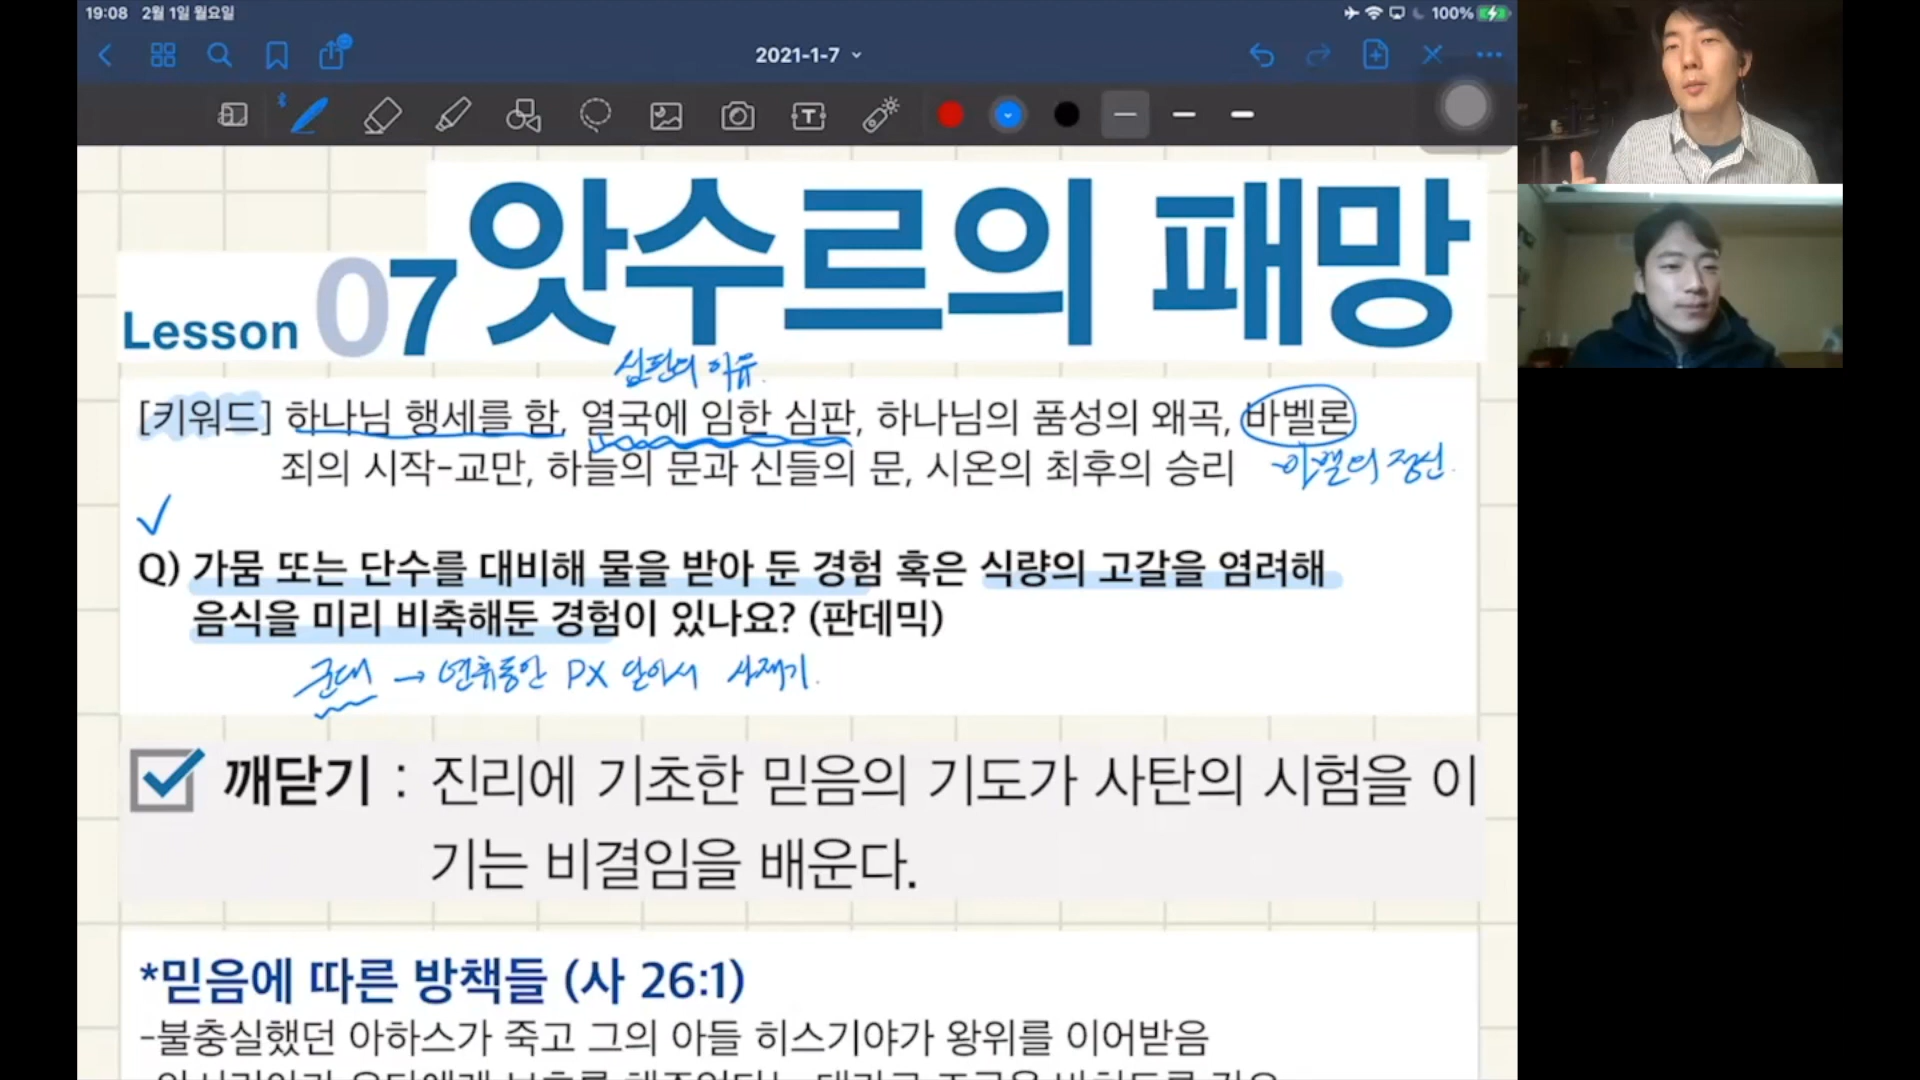 19:08 2월 1일 월요일 100%
2021-1-7
Lesson 07 앗수르의 패망
심판의 이유.
[키워드] 하나님 행세를 함, 열국에 임한 심판, 하나님의 품성의 왜곡, 바벨론
죄의 시작-교만, 하늘의 문과 신들의 문, 시온의 최후의 승리
바벨의 정신.
Q) 가뭄 또는 단수를 대비해 물을 받아 둔 경험 혹은 식량의 고갈을 염려해
음식을 미리 비축해둔 경험이 있나요? (판데믹)
군대 → 연휴동안 PX 닫아서 사재기.
깨닫기 : 진리에 기초한 믿음의 기도가 사탄의 시험을 이
기는 비결임을 배운다.
*믿음에 따른 방책들 (사 26:1)
-불충실했던 아하스가 죽고 그의 아들 히스기야가 왕위를 이어받음